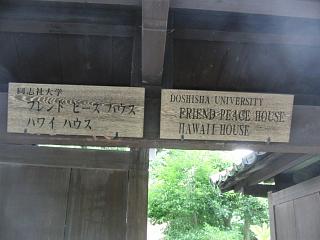 同志社大学
フレンド ピース ハウス
ハワイ ハウス
DOSHISHA UNIVERSITY
FRIEND PEACE HOUSE
HAWAII HOUSE